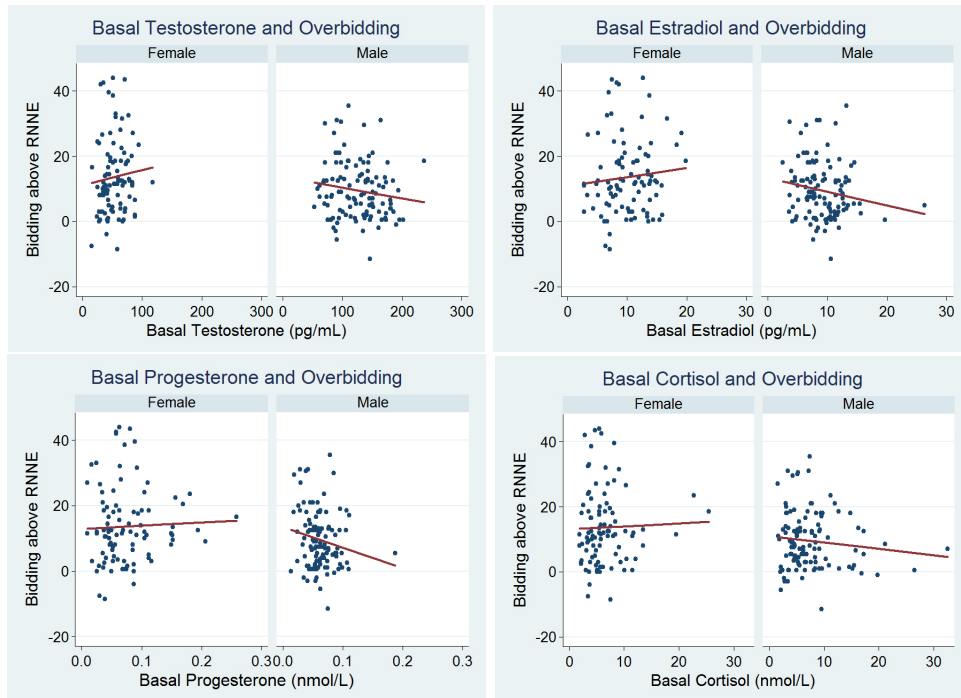 Basal Testosterone and Overbidding
Female Male
Bidding above RNNE
40
20
0
-20
0 100 200 300 0 100 200 300
Basal Testosterone (pg/mL)
Basal Estradiol and Overbidding
Female Male
Bidding above RNNE
40
20
0
-20
0 10 20 30 0 10 20 30
Basal Estradiol (pg/mL)
Basal Progesterone and Overbidding
Female Male
Bidding above RNNE
40
20
0
-20
0.0 0.1 0.2 0.3 0.0 0.1 0.2 0.3
Basal Progesterone (nmol/L)
Basal Cortisol and Overbidding
Female Male
Bidding above RNNE
40
20
0
-20
0 10 20 30 0 10 20 30
Basal Cortisol (nmol/L)